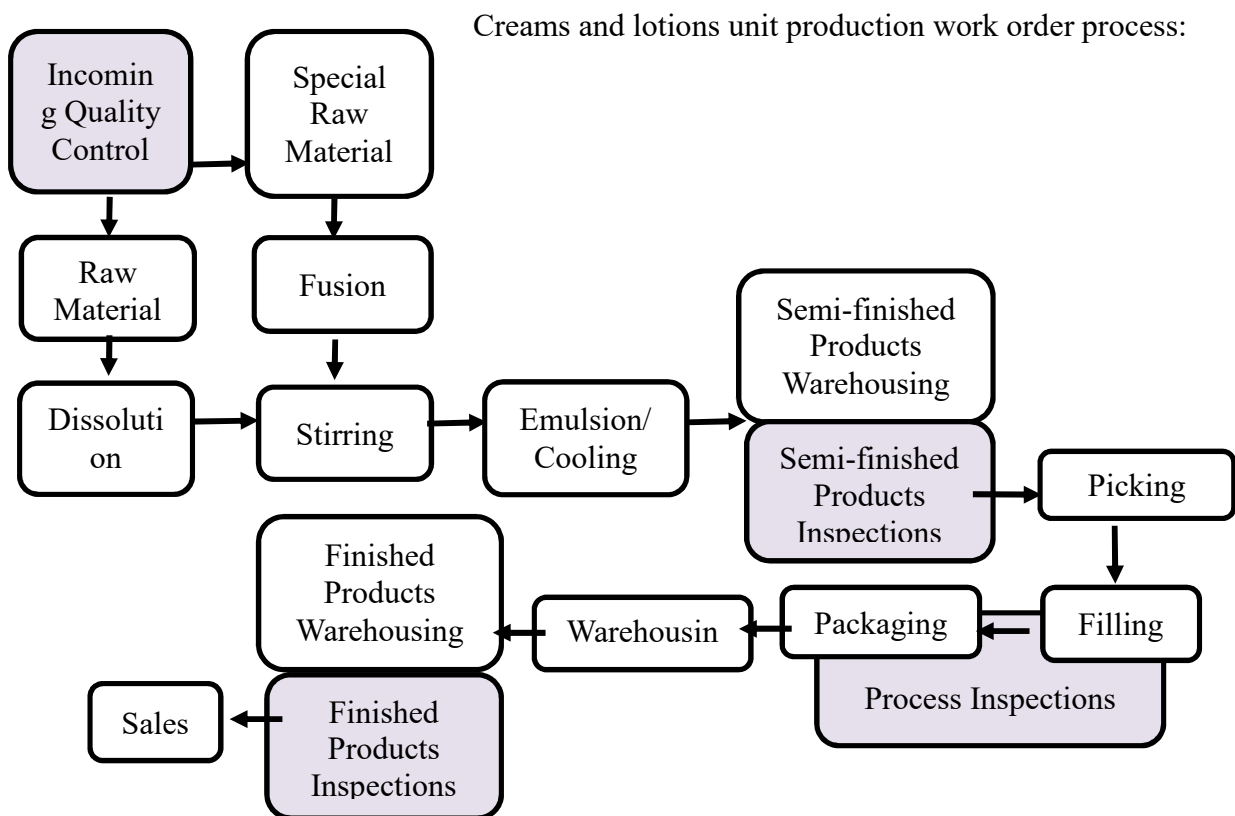 Creams and lotions unit production work order process:
Incomin
g Quality
Control
Special
Raw
Material
Raw
Material
Fusion
Dissoluti
on
Stirring
Emulsion/
Cooling
Semi-finished
Products
Warehousing
Semi-finished
Products
Inspections
Picking
Filling
Packaging
Process Inspections
Warehousin
Finished
Products
Warehousing
Finished
Products
Inspections
Sales